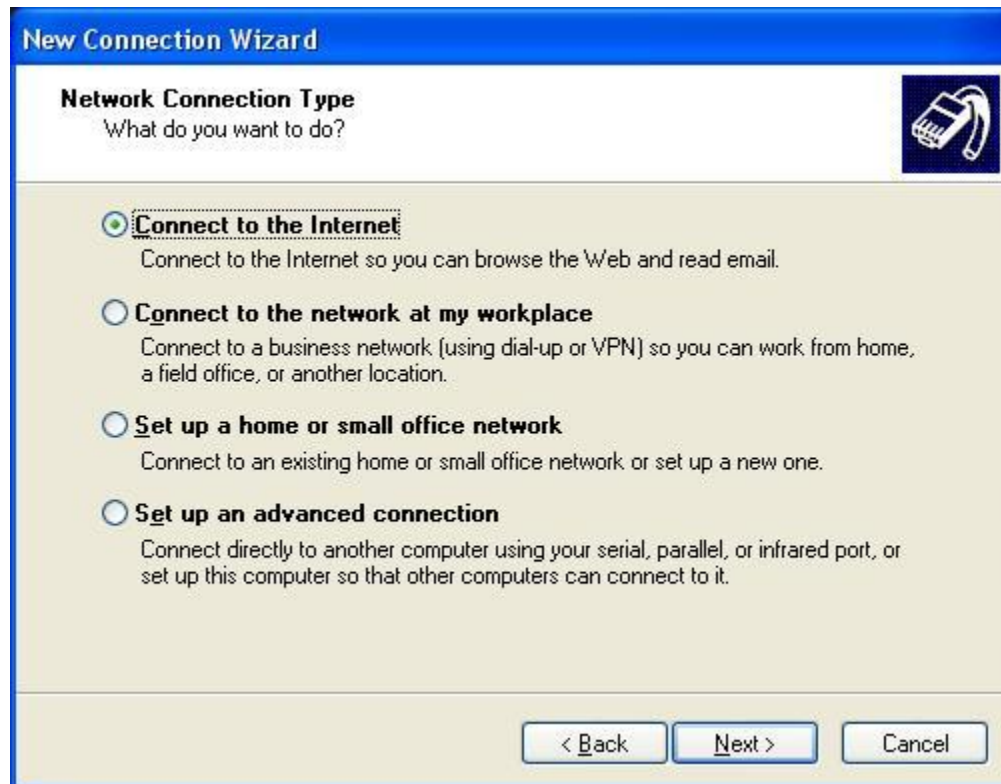 New Connection Wizard
Network Connection Type
What do you want to do?
Connect to the Internet
Connect to the Internet so you can browse the Web and read email.
Connect to the network at my workplace
Connect to a business network (using dial-up or VPN) so you can work from home,
a field office, or another location.
Set up a home or small office network
Connect to an existing home or small office network or set up a new one.
Set up an advanced connection
Connect directly to another computer using your serial, parallel, or infrared port, or
set up this computer so that other computers can connect to it.
< Back Next > Cancel